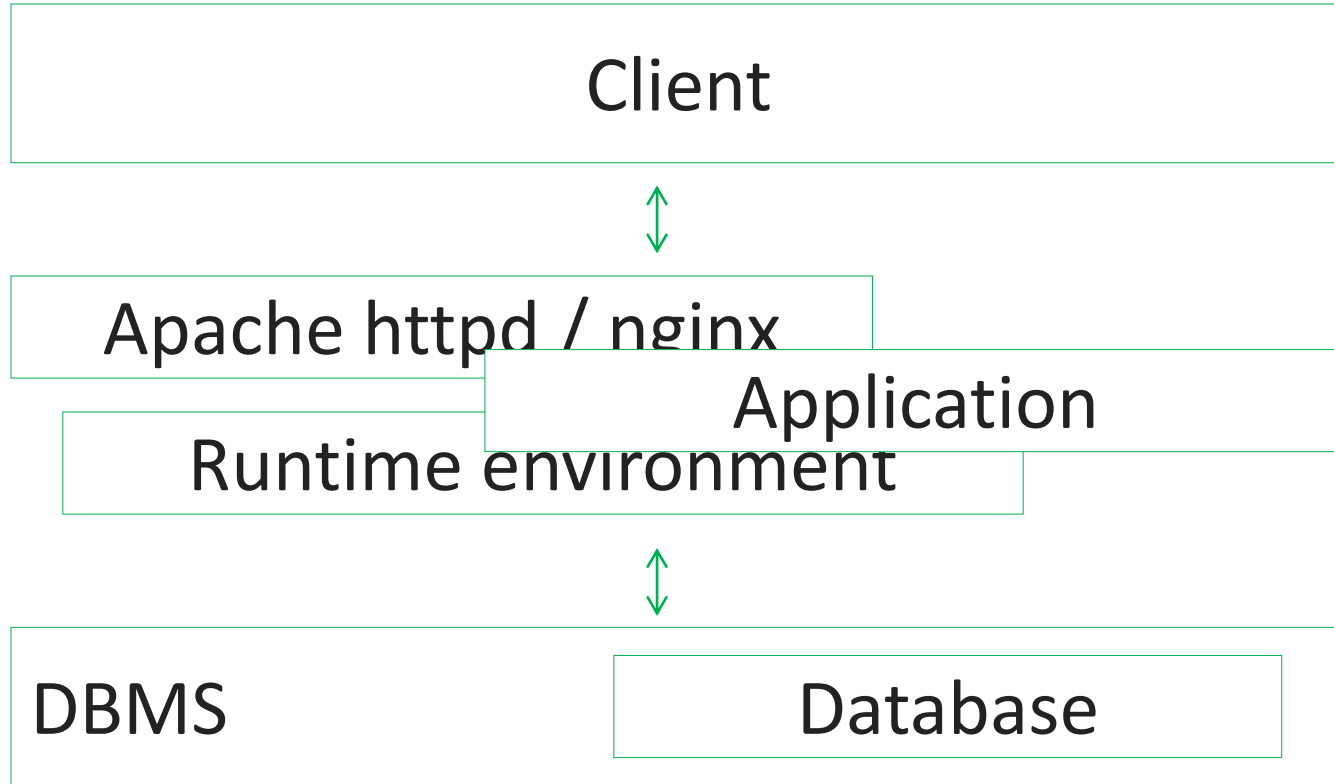 Client
Apache httpd / nginx
Application
Runtime environment
DBMS
Database